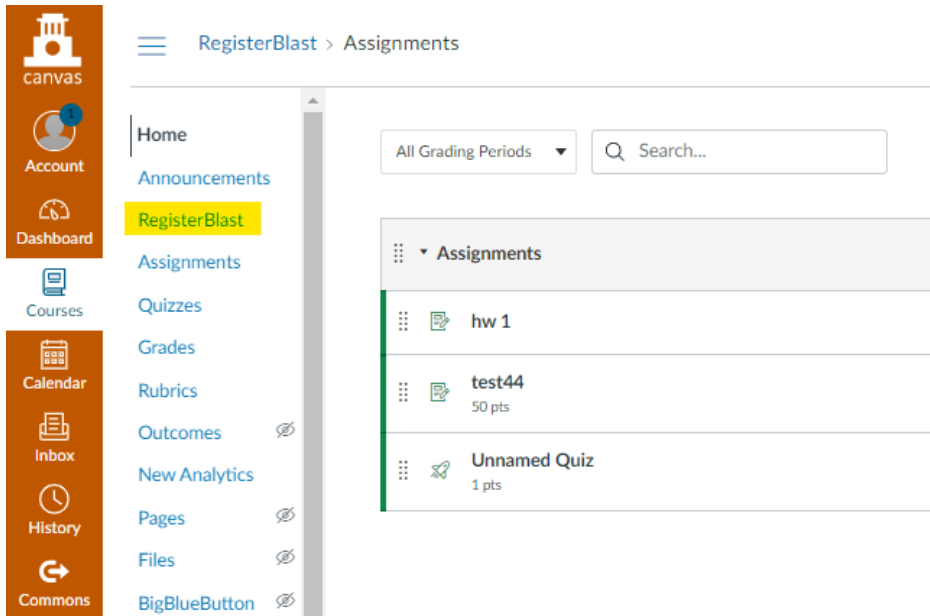 canvas
1
Account
Dashboard
Courses
Calendar
Inbox
History
Commons
RegisterBlast > Assignments
Home
Announcements
RegisterBlast
Assignments
Quizzes
Grades
Rubrics
Outcomes
New Analytics
Pages
Files
BigBlueButton
All Grading Periods
Search...
Assignments
hw 1
test44
50 pts
Unnamed Quiz
1 pts